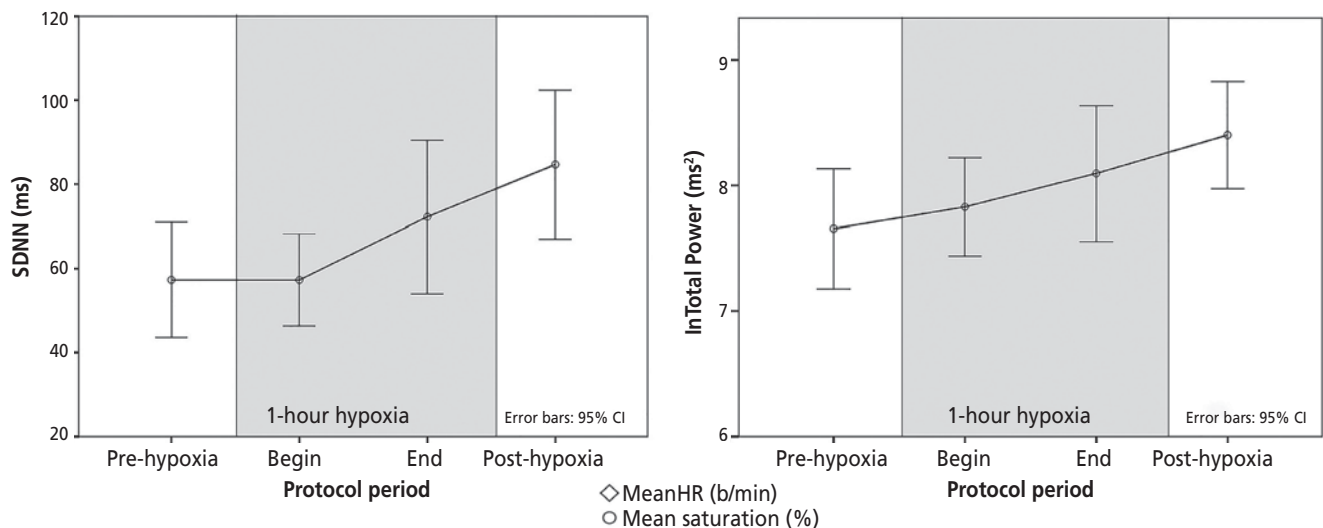 120
100
80
60
40
20
SDNN (ms)
1-hour hypoxia
Error bars: 95% CI
Pre-hypoxia Begin End Post-hypoxia
Protocol period
9
8
7
6
lnTotal Power (ms²)
1-hour hypoxia
Error bars: 95% CI
Pre-hypoxia Begin End Post-hypoxia
Protocol period
MeanHR (b/min)
Mean saturation (%)